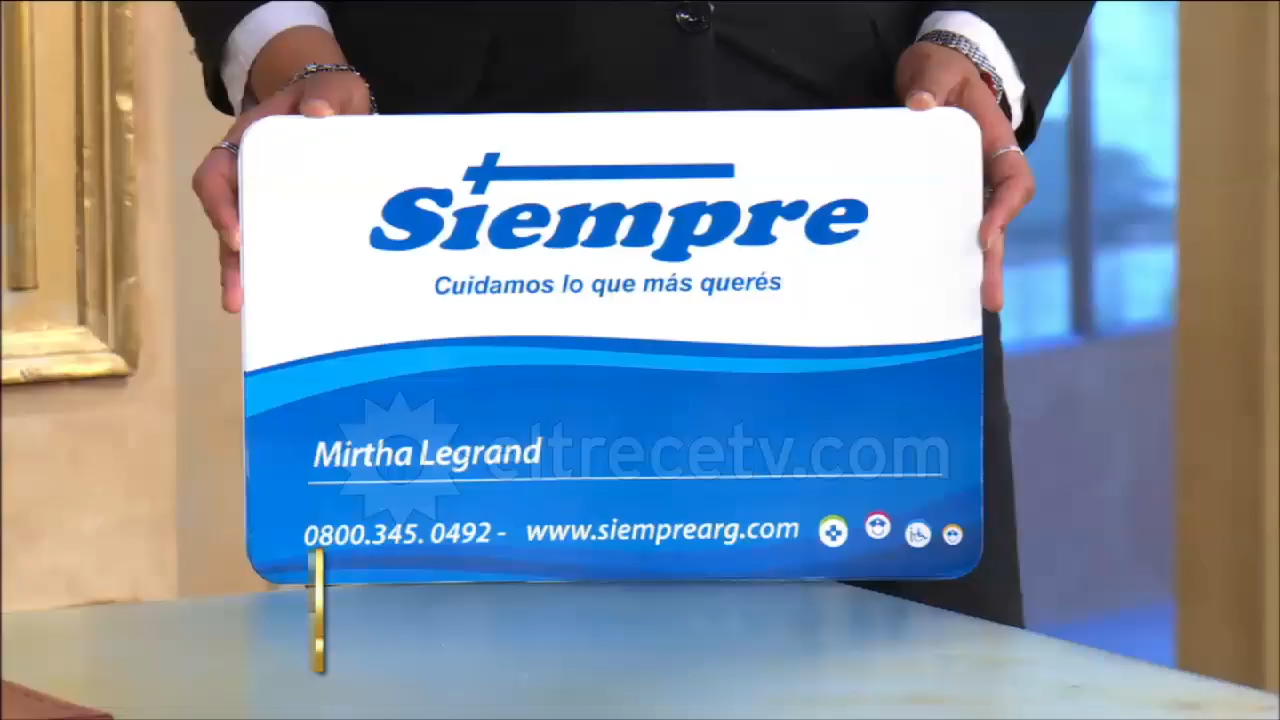 Siempre
Cuidamos lo que más querés
Mirtha Legrand
eltrecetv.com
0800.345. 0492 - www.siemprearg.com